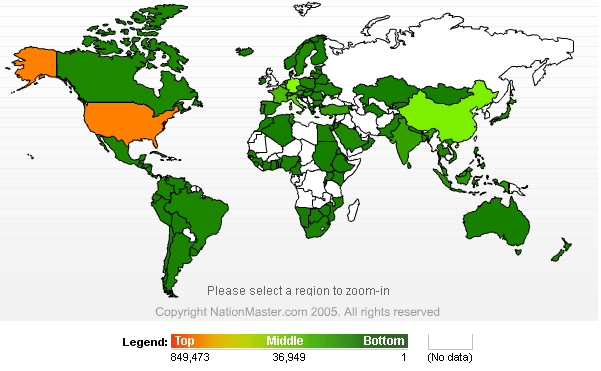 Please select a region to zoom-in
Copyright NationMaster.com 2005. All rights reserved
Legend: Top Middle Bottom
849,473 36,949 1 (No data)